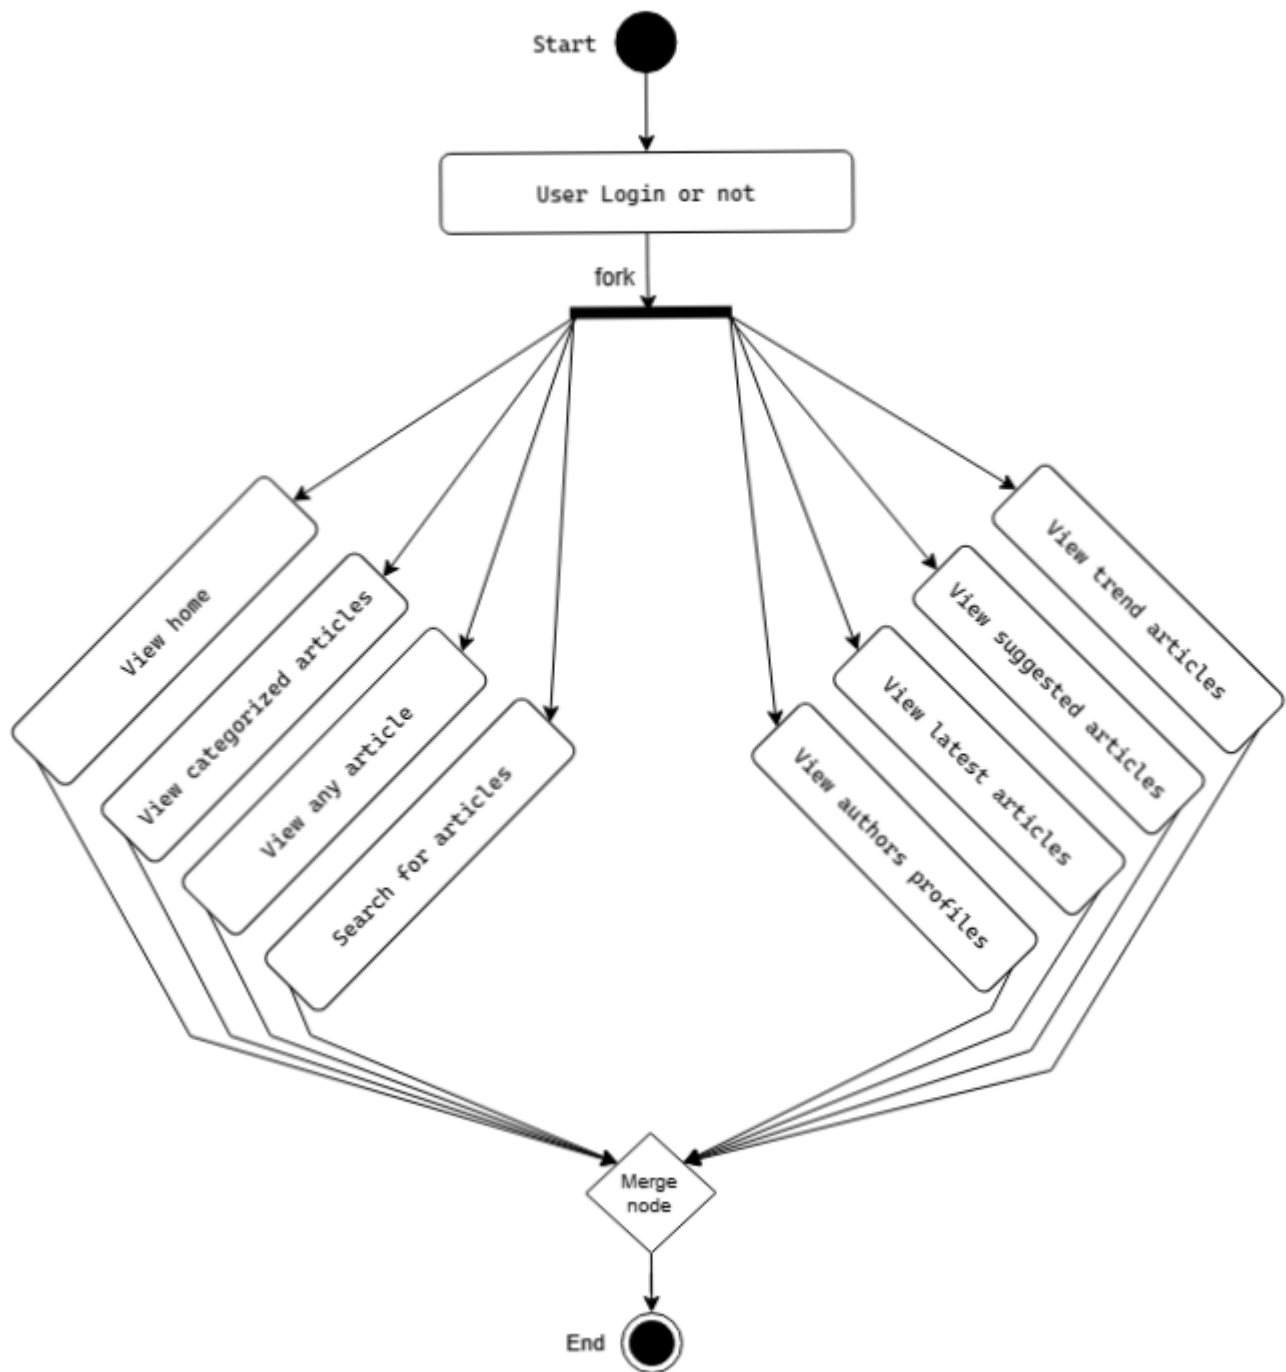 Start
User Login or not
fork
View home
View categorized articles
View any article
Search for articles
View authors profiles
View latest articles
View suggested articles
View trend articles
Merge
node
End